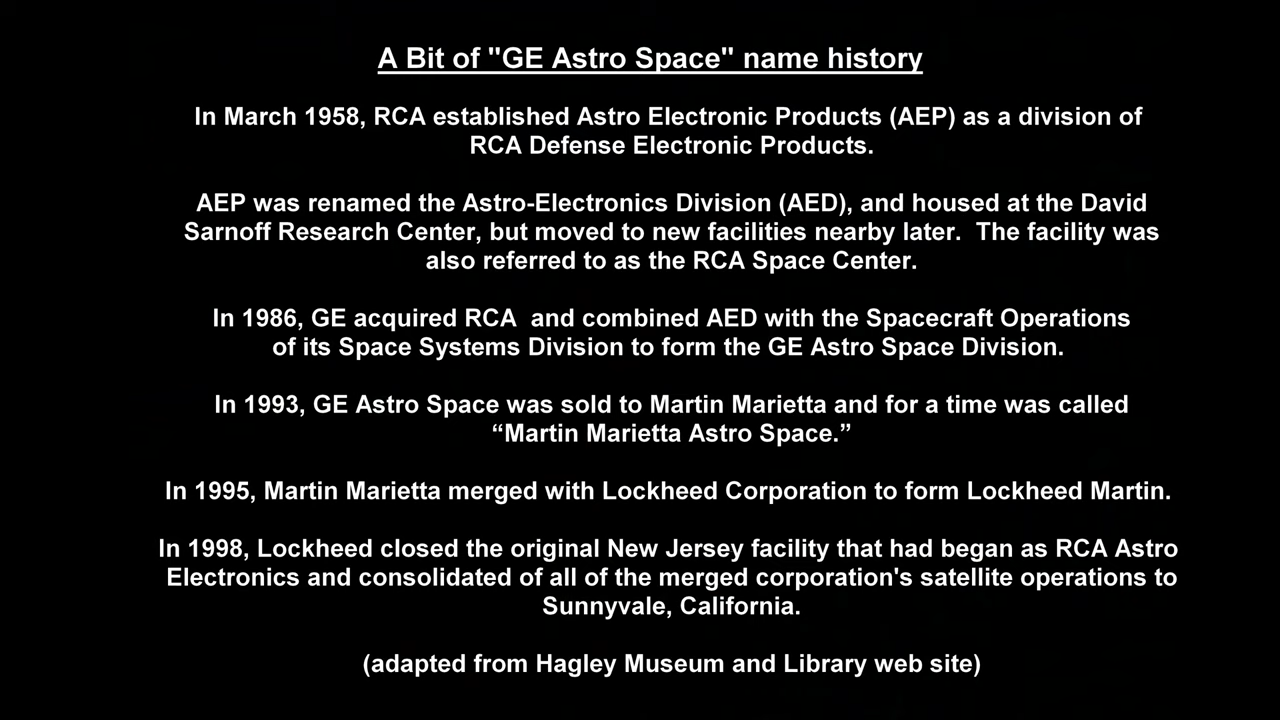 A Bit of "GE Astro Space" name history
In March 1958, RCA established Astro Electronic Products (AEP) as a division of
RCA Defense Electronic Products.
AEP was renamed the Astro-Electronics Division (AED), and housed at the David
Sarnoff Research Center, but moved to new facilities nearby later.  The facility was
also referred to as the RCA Space Center.
In 1986, GE acquired RCA  and combined AED with the Spacecraft Operations
of its Space Systems Division to form the GE Astro Space Division.
In 1993, GE Astro Space was sold to Martin Marietta and for a time was called
“Martin Marietta Astro Space.”
In 1995, Martin Marietta merged with Lockheed Corporation to form Lockheed Martin.
In 1998, Lockheed closed the original New Jersey facility that had began as RCA Astro
Electronics and consolidated of all of the merged corporation's satellite operations to
Sunnyvale, California.
(adapted from Hagley Museum and Library web site)